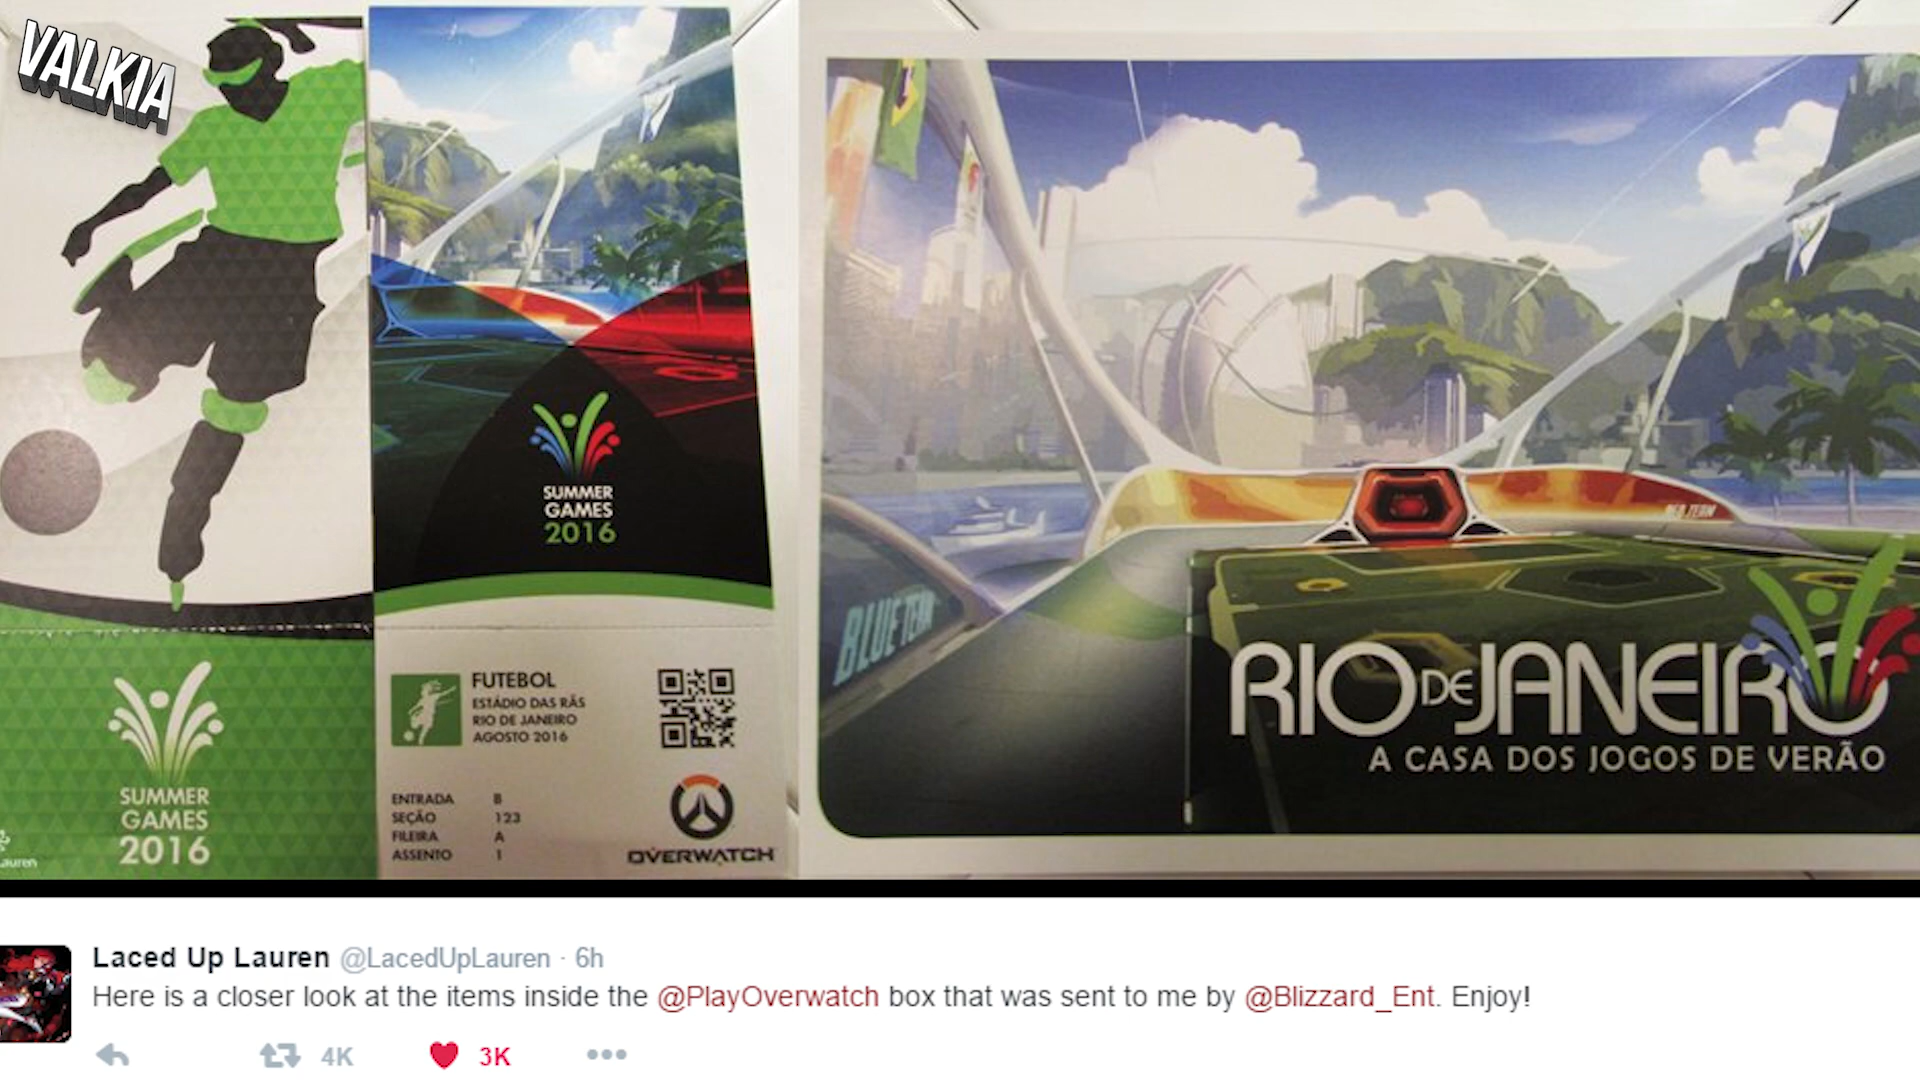 VALKIA
SUMMER
GAMES
2016
auren
SUMMER
GAMES
2016
FUTEBOL
ESTÁDIO DAS RÃS
RIO DE JANEIRO
AGOSTO 2016
ENTRADA B
SEÇÃO 123
FILEIRA A
ASSENTO 1
OVERWATCH
BLUE TEAM
RED TEAM
RIO DE JANEIRO
A CASA DOS JOGOS DE VERÃO
Laced Up Lauren @LacedUpLauren · 6h
Here is a closer look at the items inside the @PlayOverwatch box that was sent to me by @Blizzard_Ent. Enjoy!
4K 3K